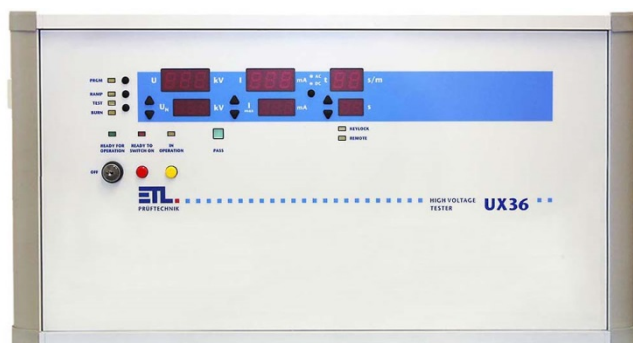 U kV I mA AC DC t s/m
PRGM
RAMP
TEST
BURN
UN kV I max mA s
KEYLOCK
REMOTE
READY FOR OPERATION
READY TO SWITCH ON
IN OPERATION
PASS
OFF
ETL
PRÜFTECHNIK
HIGH VOLTAGE TESTER
UX36